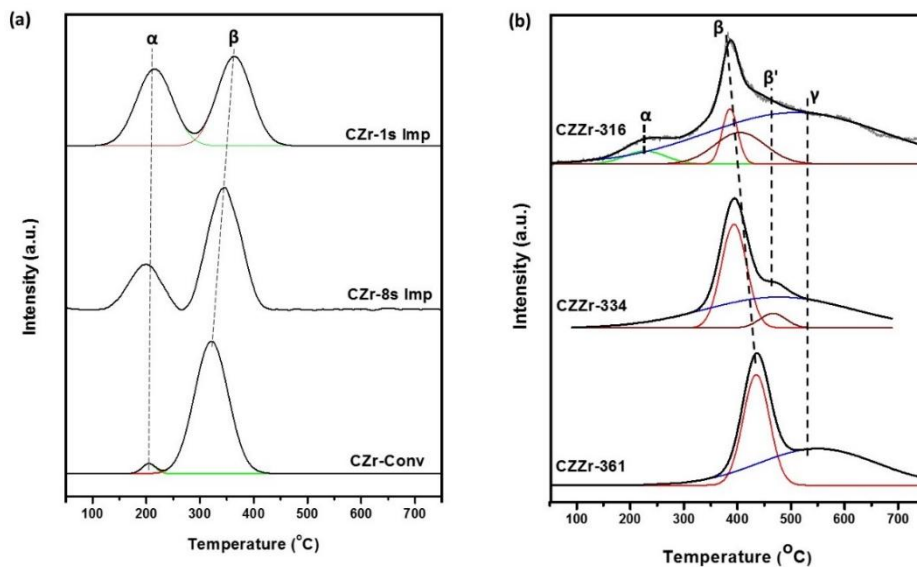 (a)
α
β
CZr-1s Imp
CZr-8s Imp
CZr-Conv
Intensity (a.u.)
100 200 300 400 500 600 700
Temperature (°C)
(b)
β
β'
γ
α
CZZr-316
CZZr-334
CZZr-361
Intensity (a.u.)
100 200 300 400 500 600 700
Temperature (°C)